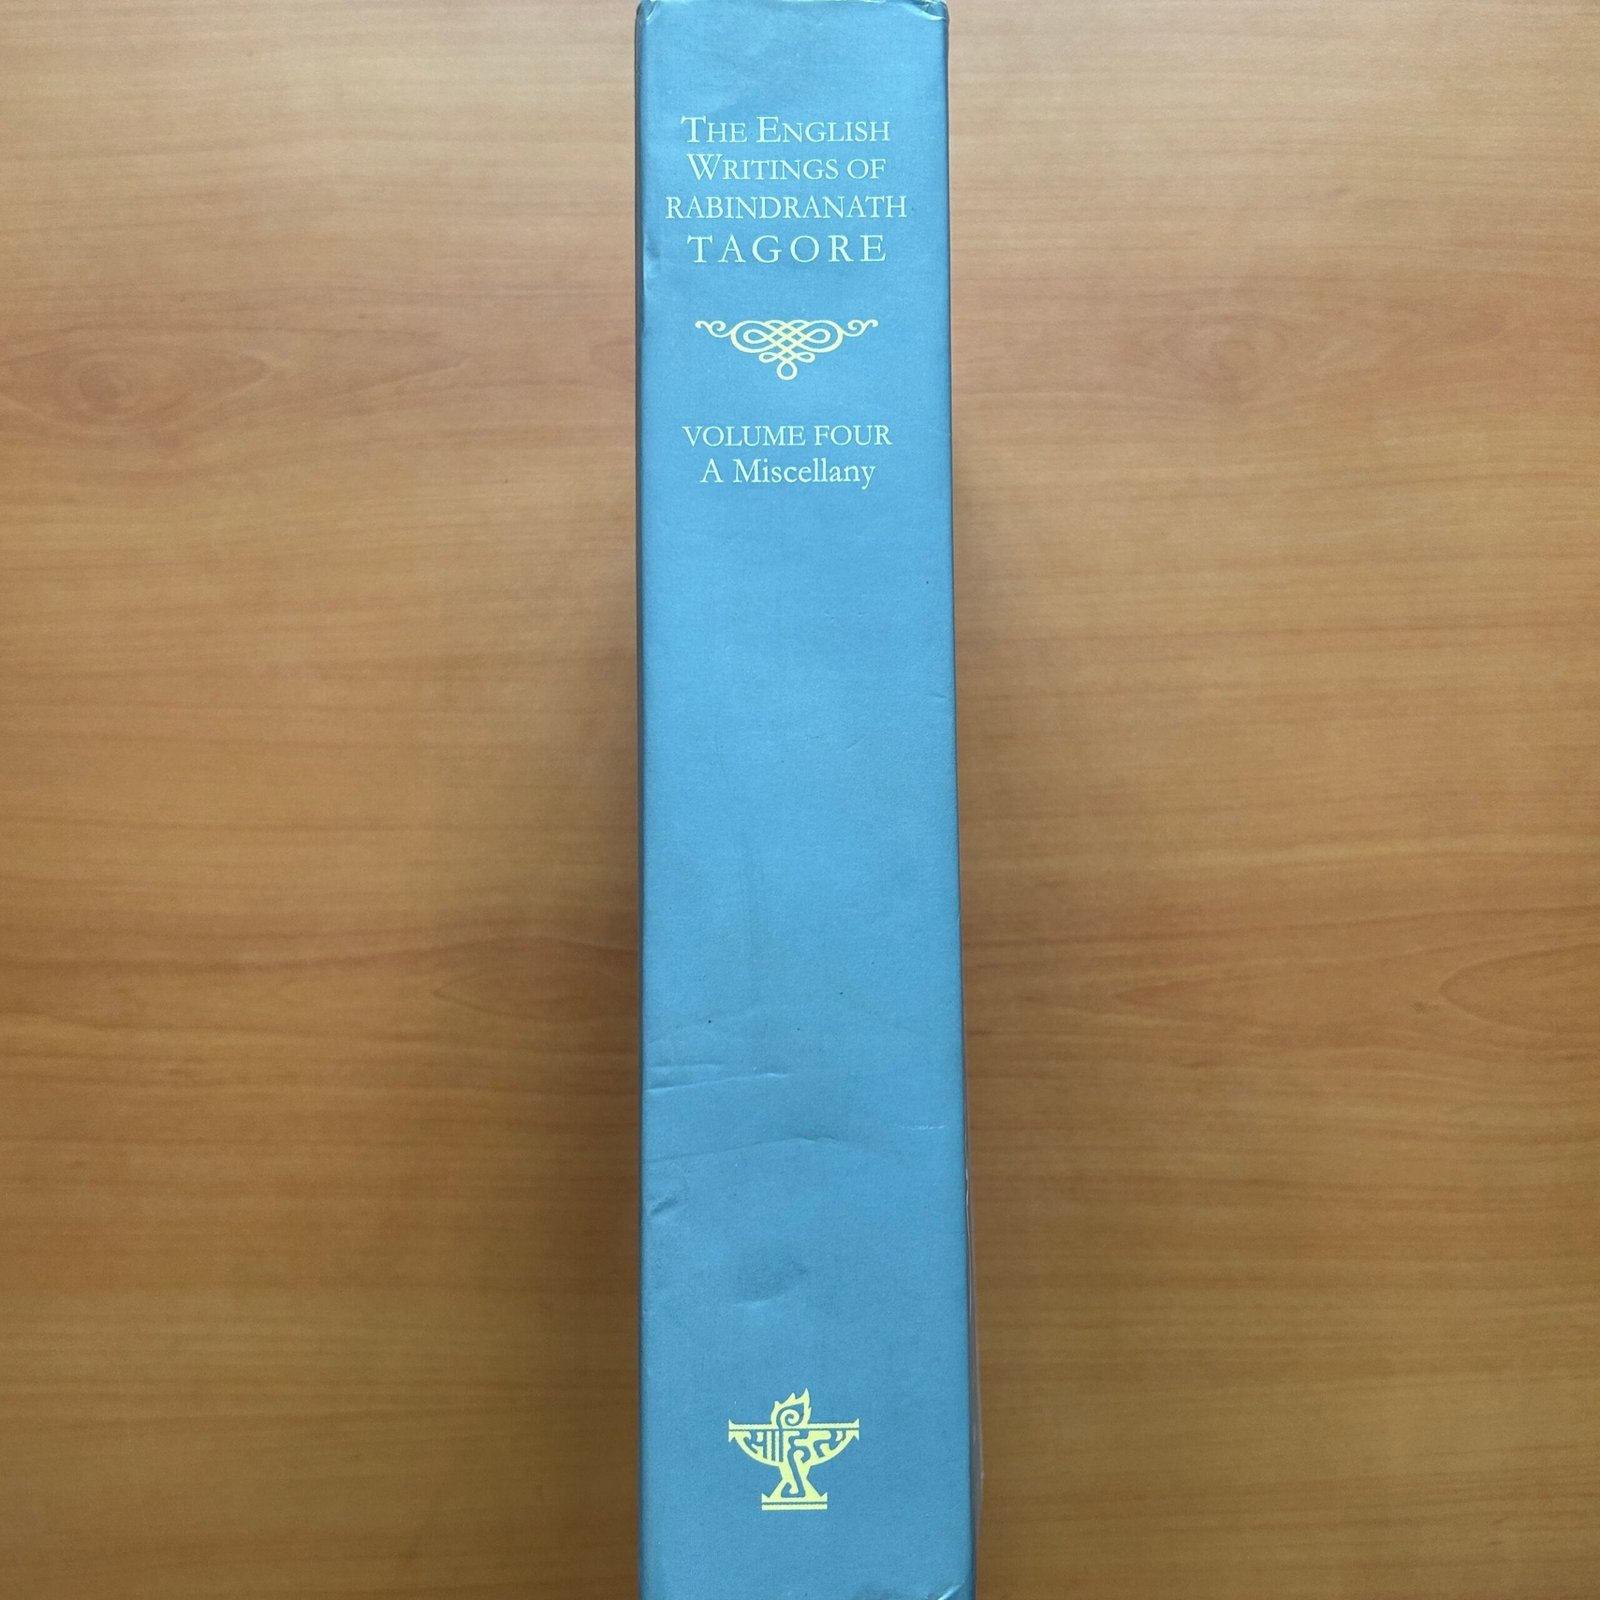 THE ENGLISH
WRITINGS OF
RABINDRANATH
TAGORE
VOLUME FOUR
A Miscellany
साहित्य